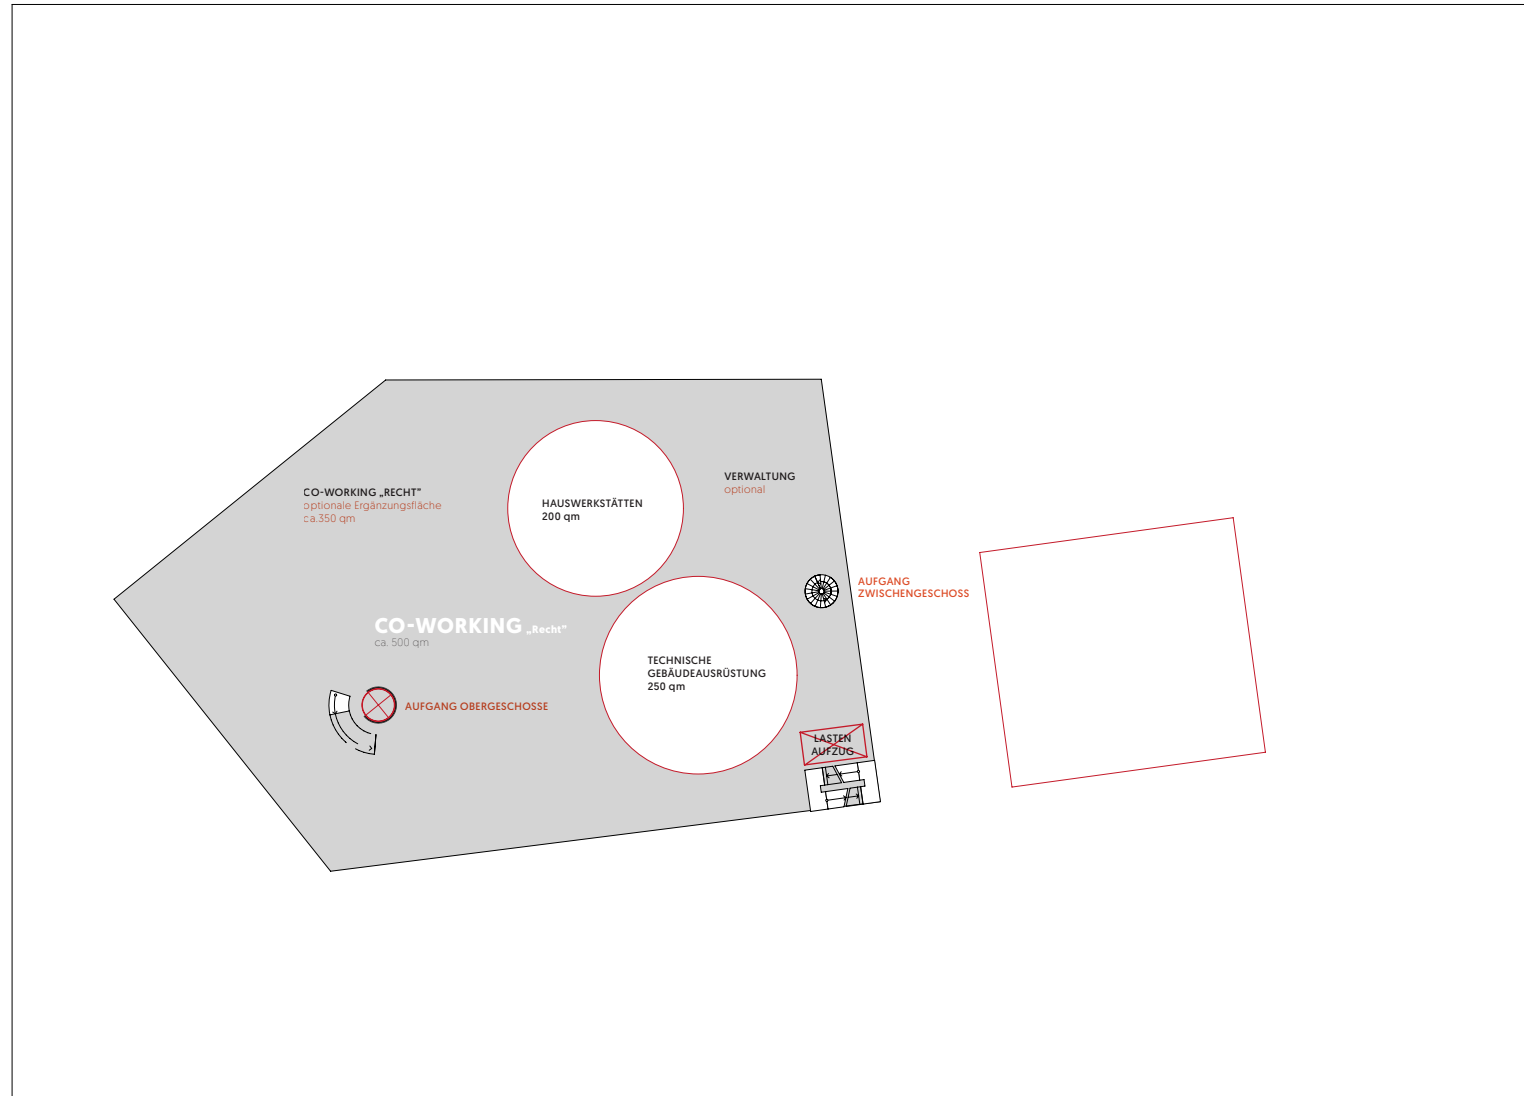 VERWALTUNG
optional
CO-WORKING „RECHT"
optionale Ergänzungsfläche
ca.350 qm
HAUSWERKSTÄTTEN
200 qm
AUFGANG
ZWISCHENGESCHOSS
CO-WORKING „Recht"
ca. 500 qm
TECHNISCHE
GEBÄUDEAUSRÜSTUNG
250 qm
AUFGANG OBERGESCHOSSE
LASTEN
AUFZUG